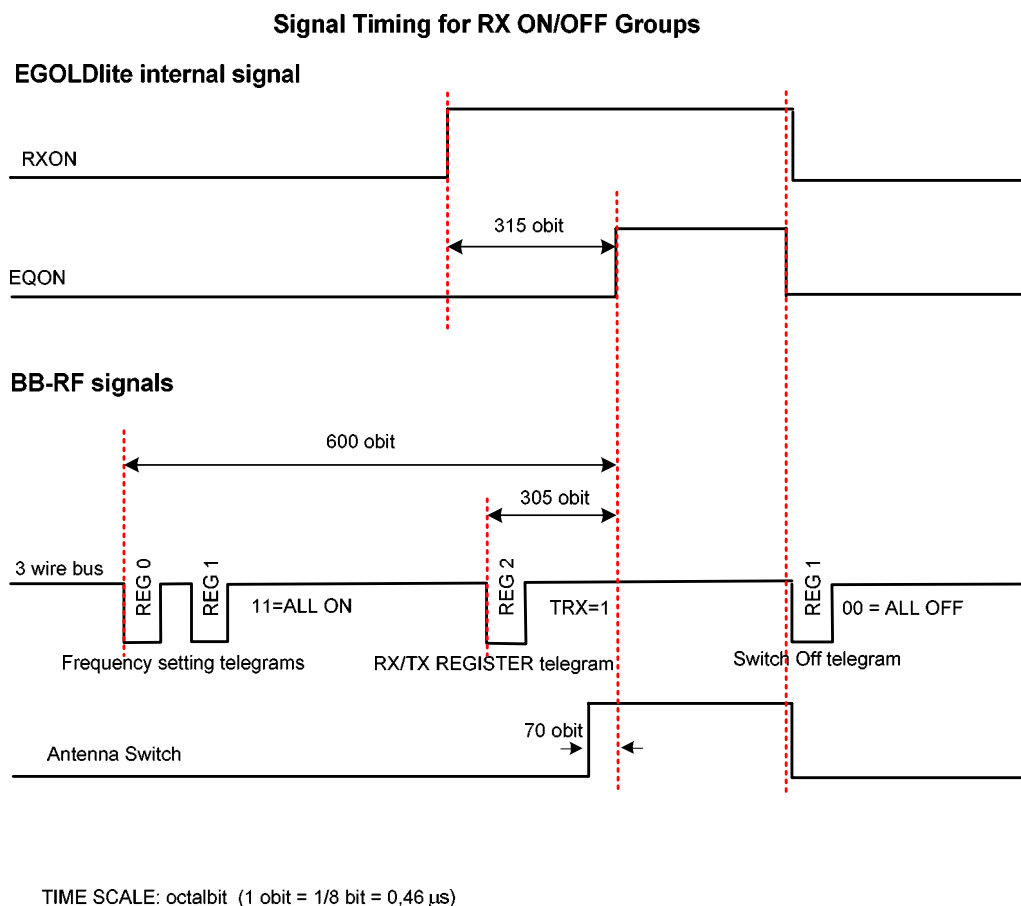 Signal Timing for RX ON/OFF Groups
EGOLDlite internal signal
RXON
315 obit
EQON
BB-RF signals
600 obit
305 obit
3 wire bus
REG 0
REG 1
11=ALL ON
REG 2
TRX=1
REG 1
00 = ALL OFF
Frequency setting telegrams
RX/TX REGISTER telegram
Switch Off telegram
70 obit
Antenna Switch
TIME SCALE: octalbit (1 obit = 1/8 bit = 0,46 µs)